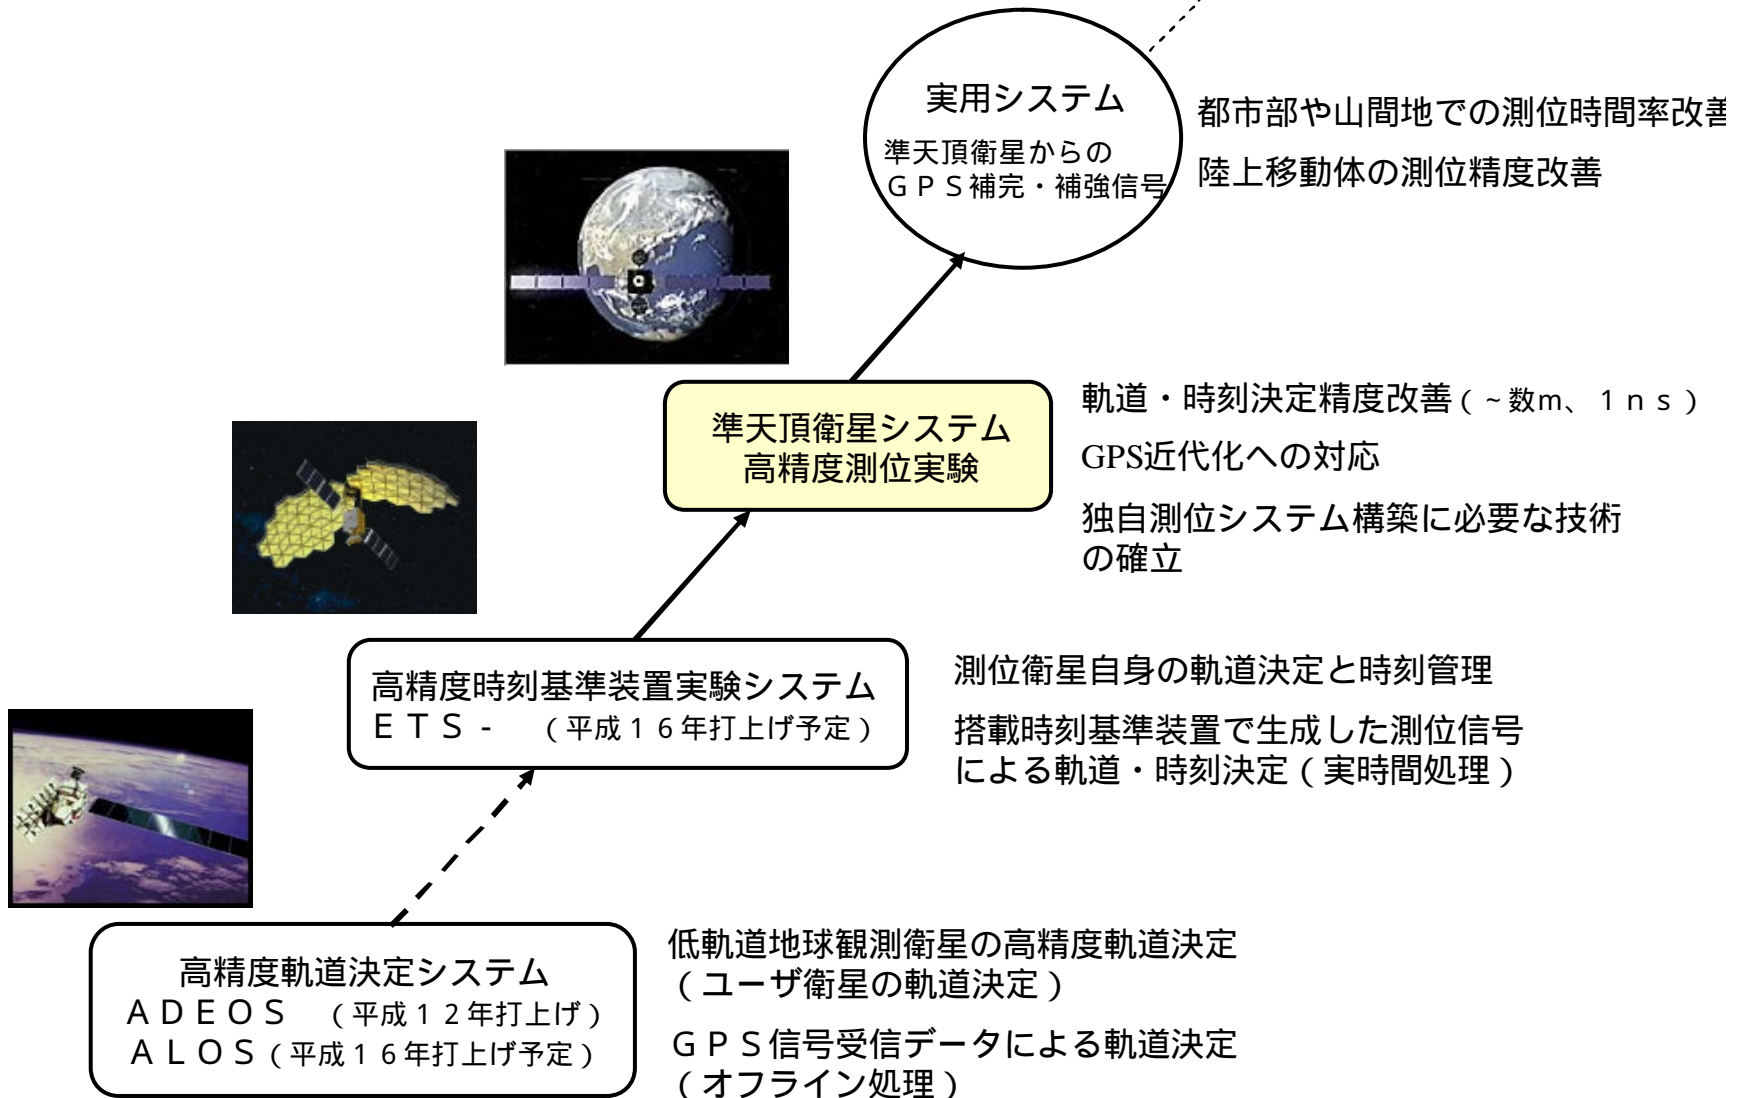 実用システム
準天頂衛星からの
ＧＰＳ補完・補強信号
都市部や山間地での測位時間率改善
陸上移動体の測位精度改善
準天頂衛星システム
高精度測位実験
軌道・時刻決定精度改善（~数m、１ｎｓ）
GPS近代化への対応
独自測位システム構築に必要な技術
の確立
高精度時刻基準装置実験システム
ＥＴＳ-　（平成１６年打上げ予定）
測位衛星自身の軌道決定と時刻管理
搭載時刻基準装置で生成した測位信号
による軌道・時刻決定（実時間処理）
高精度軌道決定システム
ＡＤＥＯＳ　（平成１２年打上げ）
ＡＬＯＳ（平成１６年打上げ予定）
低軌道地球観測衛星の高精度軌道決定
（ユーザ衛星の軌道決定）
ＧＰＳ信号受信データによる軌道決定
（オフライン処理）